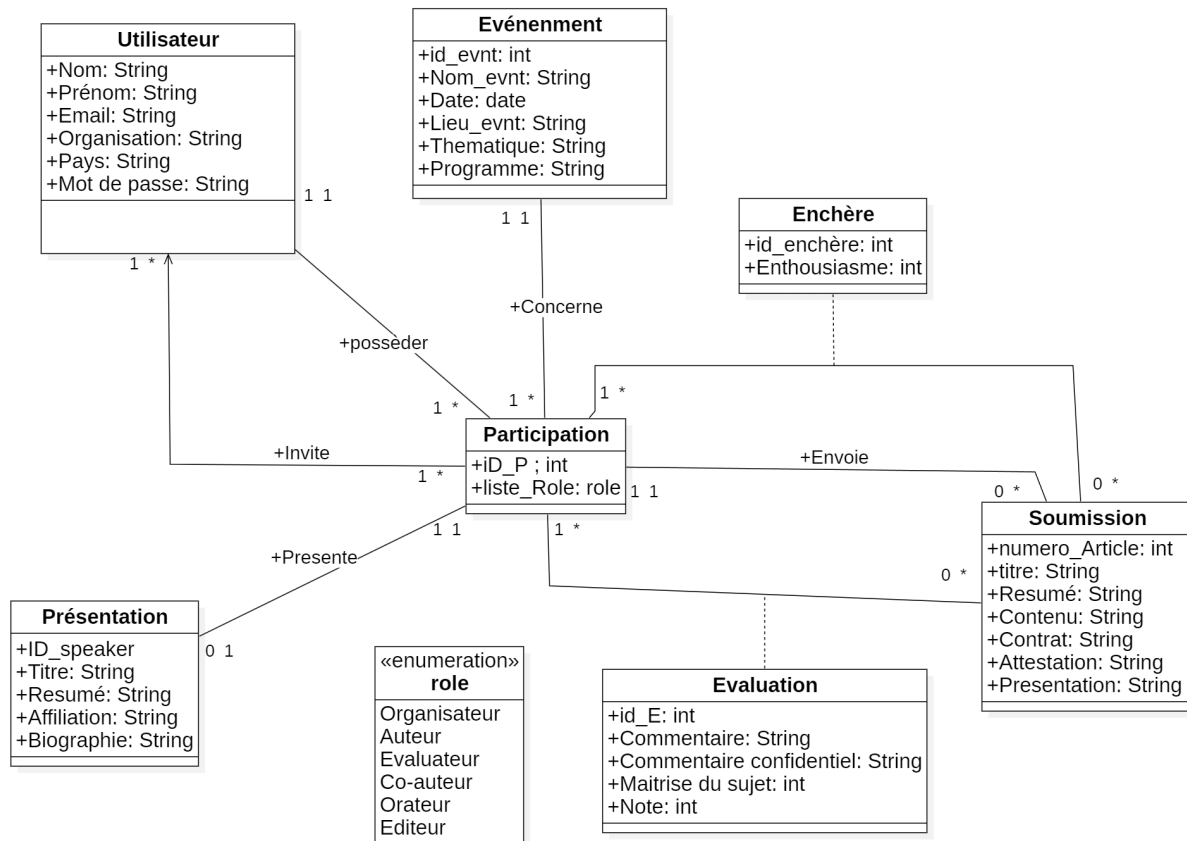 Utilisateur
+Nom: String
+Prénom: String
+Email: String
+Organisation: String
+Pays: String
+Mot de passe: String
Evénenment
+id_evnt: int
+Nom_evnt: String
+Date: date
+Lieu_evnt: String
+Thematique: String
+Programme: String
1 1
1 1
1 *
Enchère
+id_enchère: int
+Enthousiasme: int
+Concerne
+posséder
1 *
1 *
1 *
Participation
+iD_P ; int
+liste_Role: role
+Invite
1 *
+Envoie
1 1
0 *
0 *
1 1
1 *
+Presente
0 *
Soumission
+numero_Article: int
+titre: String
+Resumé: String
+Contenu: String
+Contrat: String
+Attestation: String
+Presentation: String
Présentation
+ID_speaker
+Titre: String
+Resumé: String
+Affiliation: String
+Biographie: String
0 1
«enumeration»
role
Organisateur
Auteur
Evaluateur
Co-auteur
Orateur
Editeur
Evaluation
+id_E: int
+Commentaire: String
+Commentaire confidentiel: String
+Maitrise du sujet: int
+Note: int